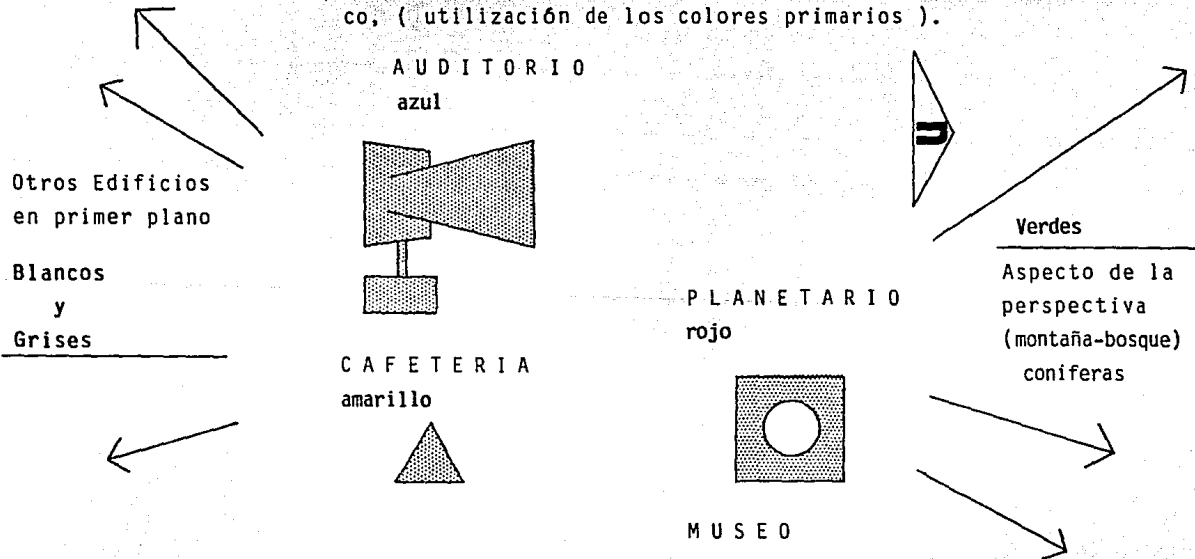 co, ( utilización de los colores primarios ).
A U D I T O R I O
azul
Otros Edificios
en primer plano
Blancos
y
Grises
C A F E T E R I A
amarillo
P L A N E T A R I O
rojo
M U S E O
Verdes
Aspecto de la
perspectiva
(montaña-bosque)
coniferas